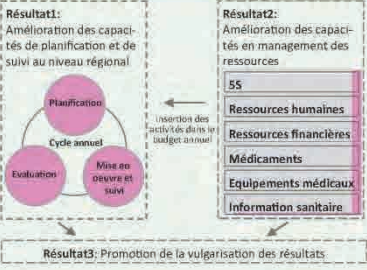 Résultat1:
Amélioration des capaci-
tés de planification et de
suivi au niveau régional
Planification
Cycle annuel
Evaluation
Mise en
oeuvre et
suivi
Insertion des
activités dans le
budget annuel
Résultat2:
Amélioration des capaci-
tés en management des
ressources
5S
Ressources humaines
Ressources financières
Médicaments
Equipements médicaux
Information sanitaire
Résultat3: Promotion de la vulgarisation des résultats